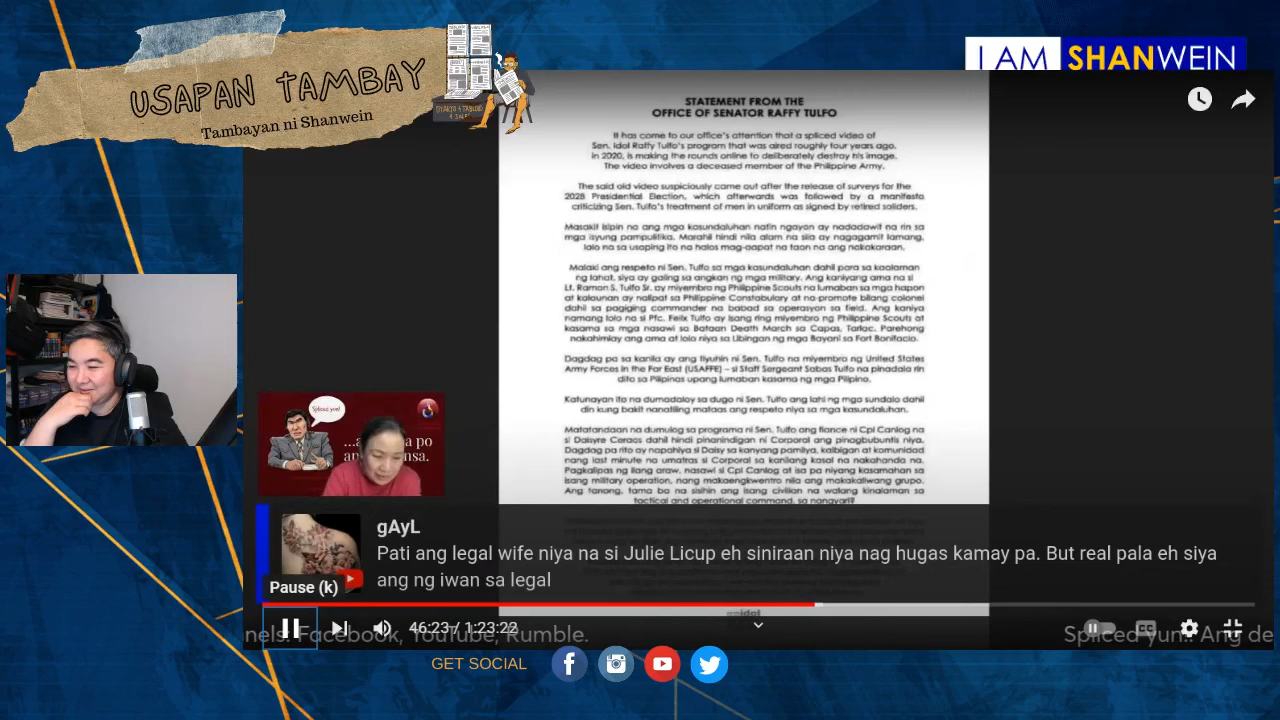 USAPAN TAMBAY
Tambayan ni Shanwein
I AM SHANWEIN
STATEMENT FROM THE
OFFICE OF SENATOR RAFFY TULFO
It has come to our office's attention that a spliced video of
Sen. Idol Raffy Tulfo's program that was aired roughly four years ago,
in 2020, is making the rounds online to deliberately destroy his image.
The video involves a deceased member of the Philippine Army.
The said old video suspiciously came out after the release of surveys for the
2028 Presidential Election, which afterwards was followed by a manifesto
criticizing Sen. Tulfo's treatment of men in uniform as signed by retired soliders.
Masakit isipin na ang mga kasundaluhan natin ngayon ay nadadawit na rin sa
mga isyung pampulitika. Marahil hindi nila alam na sila ay nagagamit lamang,
lalo na sa usaping ito na halos mag-aapat na taon na ang nakakaraan.
Malaki ang respeto ni Sen. Tulfo sa mga kasundaluhan dahil para sa kaalaman
ng lahat, siya ay galing sa angkan ng mga military. Ang kaniyang ama na si
Lt. Ramon S. Tulfo Sr. ay miyembro ng Philippine Scouts na lumaban sa mga hapon
at kalaunan ay nalipat sa Philippine Constabulary at na-promote bilang colonel
dahil sa pagiging commander na babad sa operasyon sa field. Ang kaniya
namang lolo na si Pfc. Felix Tulfo ay isang ring miyembro ng Philippine Scouts at
kasama sa mga nasawi sa Bataan Death March sa Capas, Tarlac. Parehong
nakahimlay ang ama at lolo niya sa Libingan ng mga Bayani sa Fort Bonifacio.
Dagdag pa sa kanila ay ang tiyuhin ni Sen. Tulfo na miyembro ng United States
Army Forces in the Far East (USAFFE) – si Staff Sergeant Sabas Tulfo na pinadala rin
dito sa Pilipinas upang lumaban kasama ng mga Pilipino.
Katunayan ito na dumadaloy sa dugo ni Sen. Tulfo ang lahi ng mga sundalo dahil
din kung bakit nanatiling mataas ang respeto niya sa mga kasundaluhan.
Matatandaan na dumulog sa programa ni Sen. Tulfo ang fiance ni Cpl Canlog na
si Daisyre Ceraos dahil hindi pinanindigan ni Corporal ang pinagbubuntis niya.
Dagdag pa rito ay napahiya si Daisy sa kanyang pamilya, kaibigan at komunidad
nang last minute na umatras si Corporal sa kanilang kasal na nakahanda na.
Pagkalipas ng ilang araw, nasawi si Cpl Canlog at isa pa niyang kasamahan sa
isang military operation, nang makaengkwentro nila ang makakaliwang grupo.
Ang tanong, tama ba na sisihin ang isang civilian na walang kinalaman sa
tactical and operational command, sa nangyari?
Spliced yun!
gAyL
Pati ang legal wife niya na si Julie Licup eh siniraan niya nag hugas kamay pa. But real pala eh siya
ang ng iwan sa legal
Pause (k)
46:23 / 1:23:22
nels: Facebook, YouTube, Rumble.
Spliced yun!! Ang de
GET SOCIAL